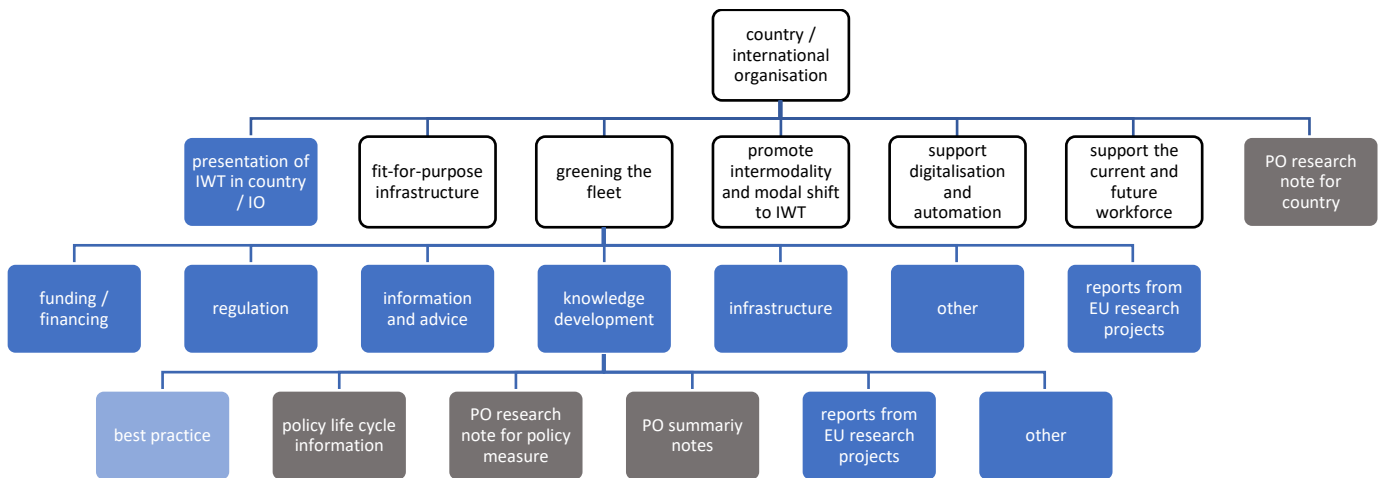 country /
international
organisation
presentation of
IWT in country
/ IO
fit-for-purpose
infrastructure
greening the
fleet
promote
intermodality
and modal shift
to IWT
support
digitalisation
and
automation
support the
current and
future
workforce
PO research
note for
country
funding /
financing
regulation
information
and advice
knowledge
development
infrastructure
other
reports from
EU research
projects
best practice
policy life cycle
information
PO research
note for policy
measure
PO summariy
notes
reports from
EU research
projects
other